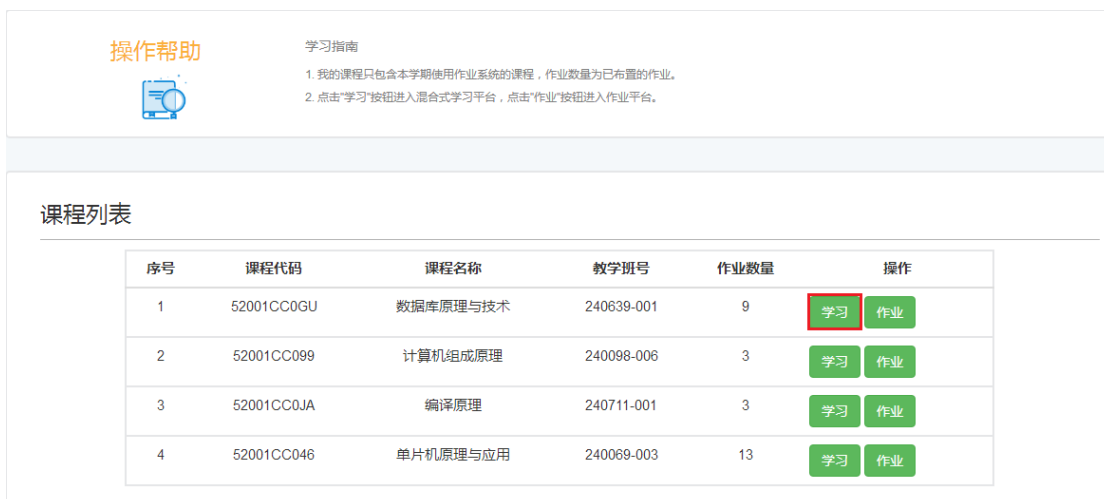 操作帮助
学习指南
1. 我的课程只包含本学期使用作业系统的课程，作业数量为已布置的作业。
2. 点击"学习"按钮进入混合式学习平台，点击"作业"按钮进入作业平台。
课程列表
序号 课程代码 课程名称 教学班号 作业数量 操作
1 52001CC0GU 数据库原理与技术 240639-001 9 学习 作业
2 52001CC099 计算机组成原理 240098-006 3 学习 作业
3 52001CC0JA 编译原理 240711-001 3 学习 作业
4 52001CC046 单片机原理与应用 240069-003 13 学习 作业